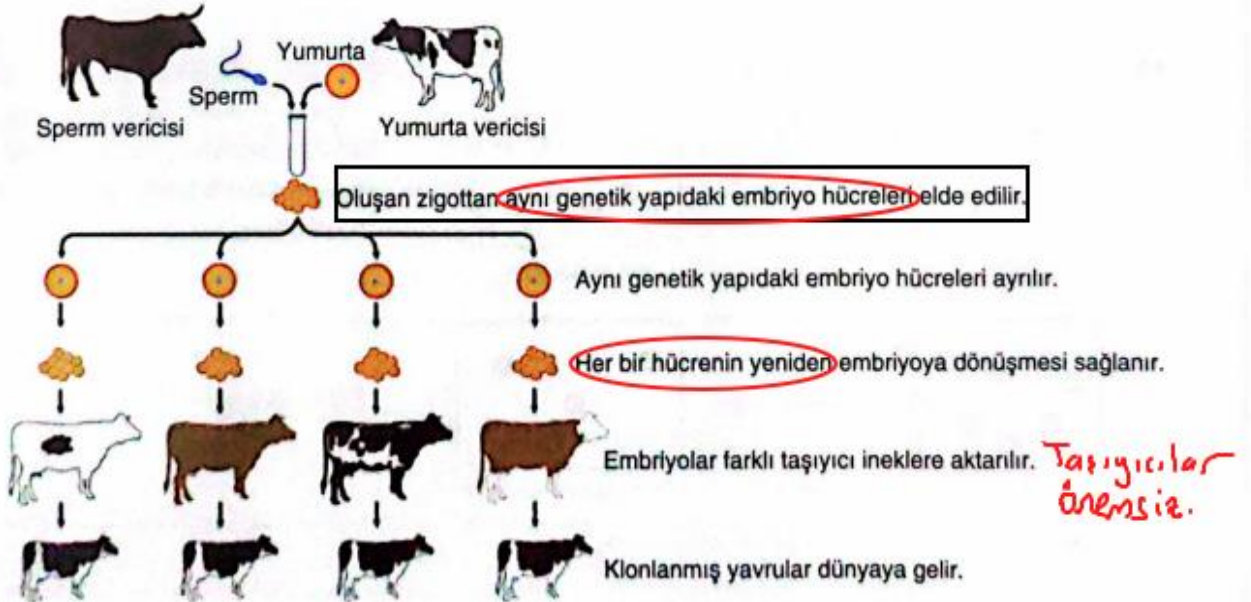 Yumurta
Sperm
Sperm vericisi
Yumurta vericisi
Oluşan zigottan aynı genetik yapıdaki embriyo hücreleri elde edilir.
Aynı genetik yapıdaki embriyo hücreleri ayrılır.
Her bir hücrenin yeniden embriyoya dönüşmesi sağlanır.
Embriyolar farklı taşıyıcı ineklere aktarılır.
Taşıyıcılar
önemsiz.
Klonlanmış yavrular dünyaya gelir.